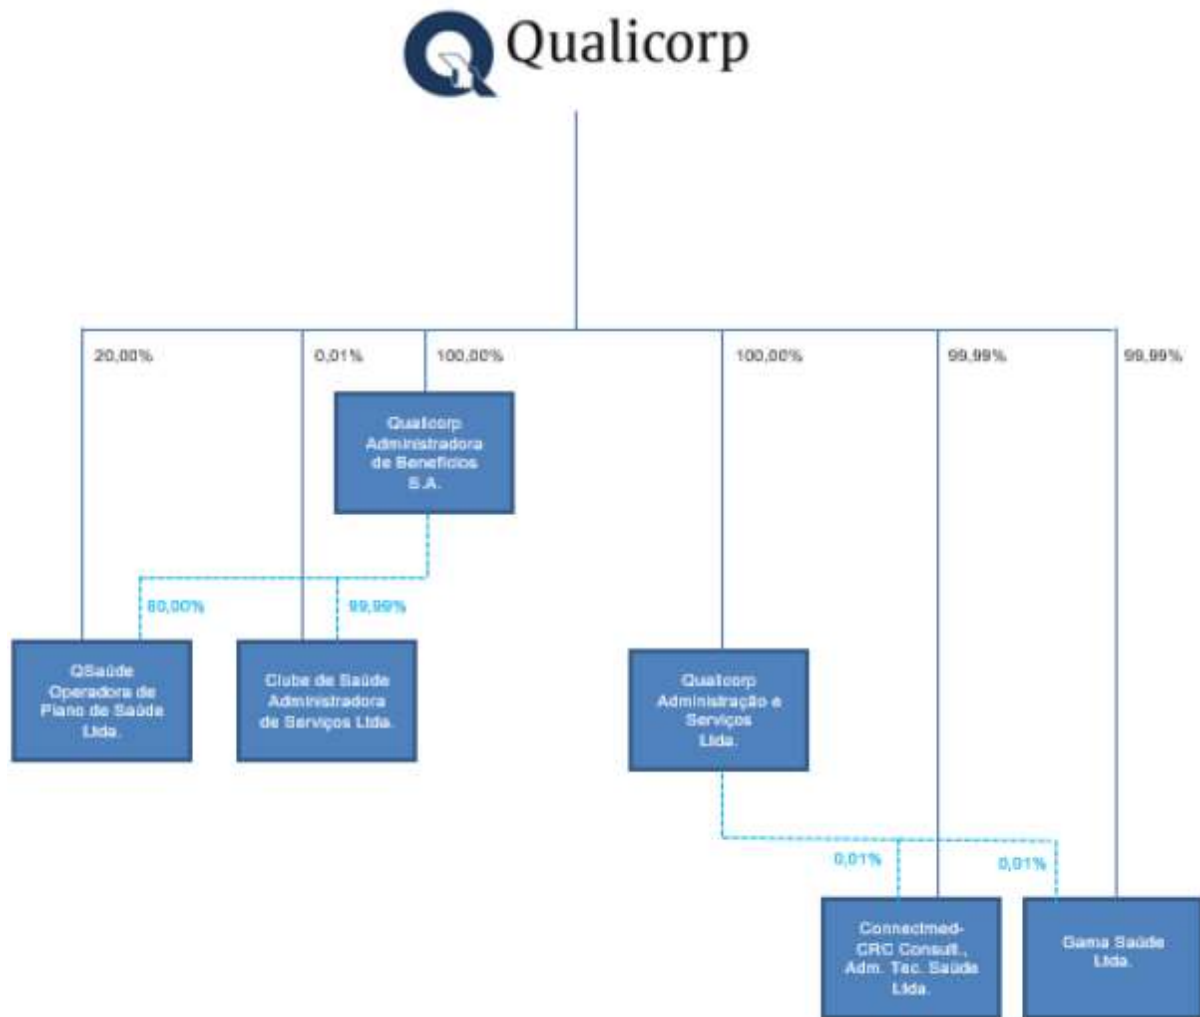 Qualicorp
20,00%
0,01%
100,00%
100,00%
99,99%
99,99%
Qualicorp
Administradora
de Benefícios
S.A.
80,00%
99,99%
QSaúde
Operadora de
Plano de Saúde
Ltda.
Clube de Saúde
Administradora
de Serviços Ltda.
Qualicorp
Administração e
Serviços
Ltda.
0,01%
0,01%
Connectmed-
CRC Consult.,
Adm. Tec. Saúde
Ltda.
Gama Saúde
Ltda.